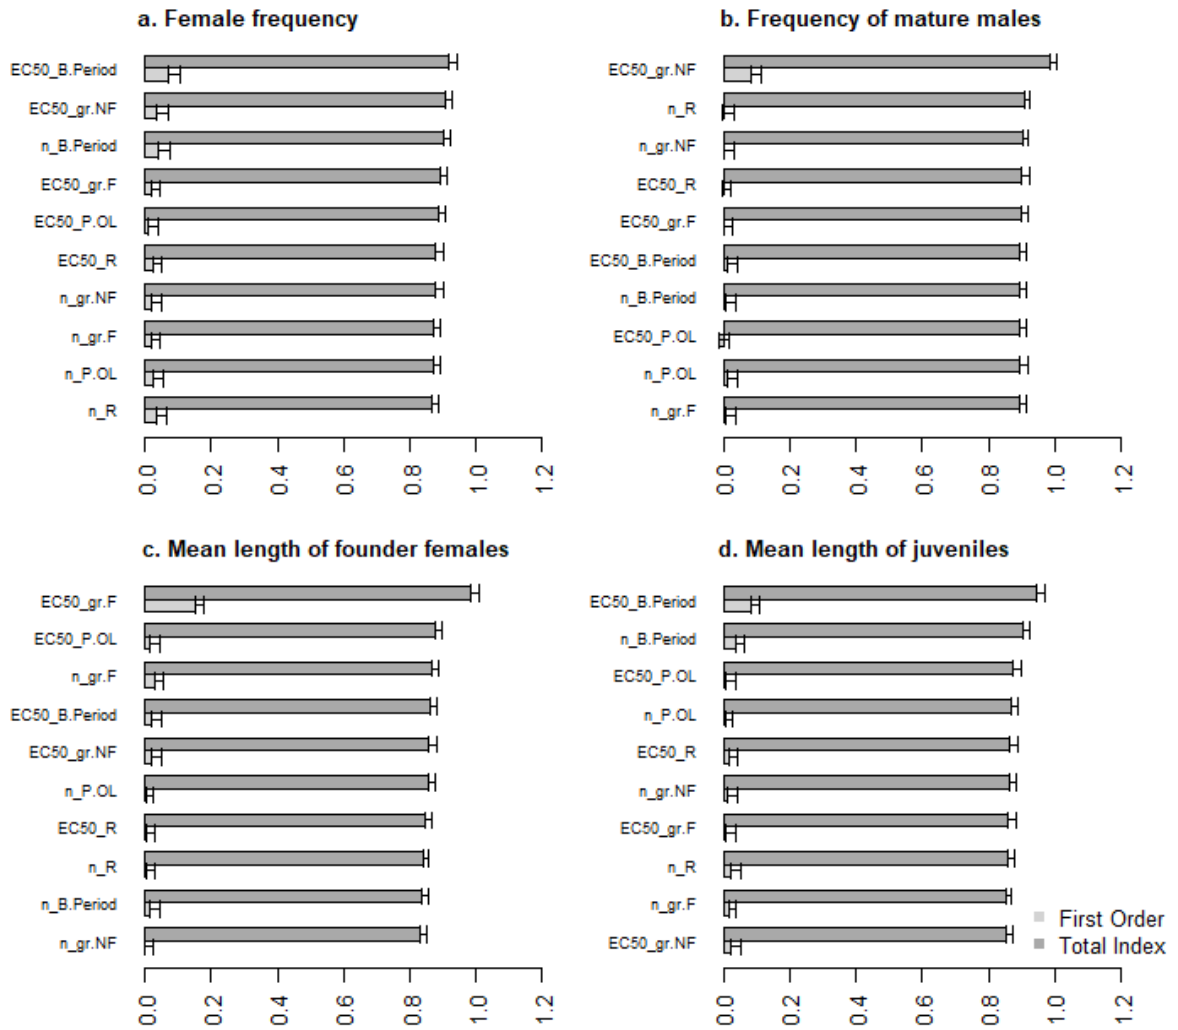 a. Female frequency
EC50_B.Period
EC50_gr.NF
n_B.Period
EC50_gr.F
EC50_P.OL
EC50_R
n_gr.NF
n_gr.F
n_P.OL
n_R
0.0 0.2 0.4 0.6 0.8 1.0 1.2
b. Frequency of mature males
EC50_gr.NF
n_R
n_gr.NF
EC50_R
EC50_gr.F
EC50_B.Period
n_B.Period
EC50_P.OL
n_P.OL
n_gr.F
0.0 0.2 0.4 0.6 0.8 1.0 1.2
c. Mean length of founder females
EC50_gr.F
EC50_P.OL
n_gr.F
EC50_B.Period
EC50_gr.NF
n_P.OL
EC50_R
n_R
n_B.Period
n_gr.NF
0.0 0.2 0.4 0.6 0.8 1.0 1.2
d. Mean length of juveniles
EC50_B.Period
n_B.Period
EC50_P.OL
n_P.OL
EC50_R
n_gr.NF
EC50_gr.F
n_R
n_gr.F
EC50_gr.NF
First Order
Total Index
0.0 0.2 0.4 0.6 0.8 1.0 1.2